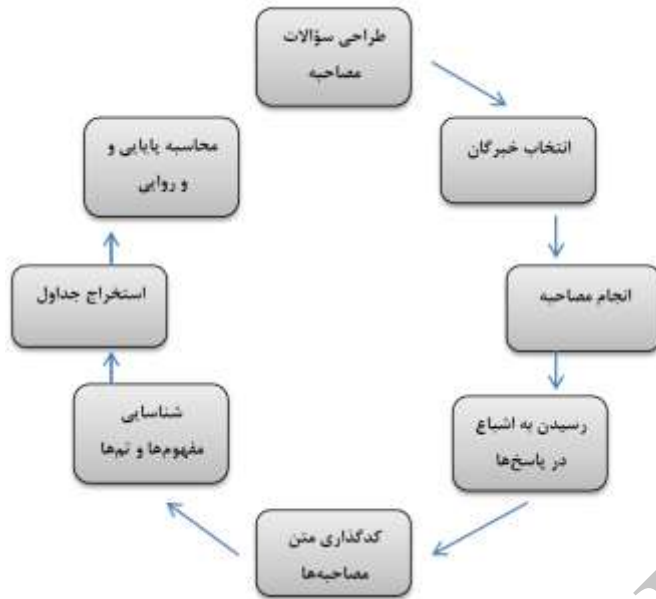 طراحی سؤالات
مصاحبه
انتخاب خبرگان
انجام مصاحبه
رسیدن به اشباع
در پاسخ‌ها
کدگذاری متن
مصاحبه‌ها
شناسایی
مفهوم‌ها و تم‌ها
استخراج جداول
محاسبه پایایی و
و روایی